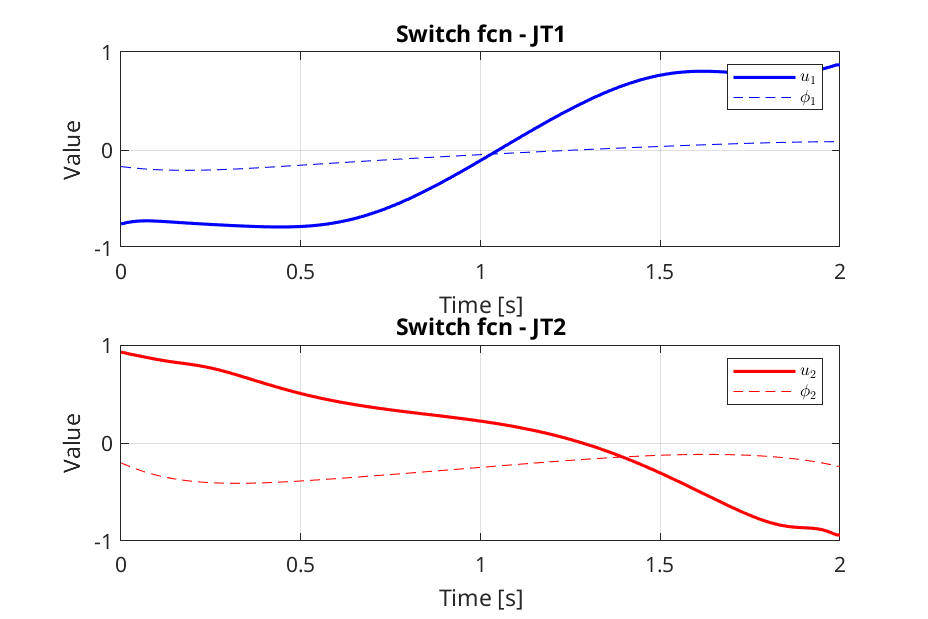 Switch fcn - JT1
1
0
-1
Value
u₁
ϕ₁
0 0.5 1 1.5 2
Time [s]
Switch fcn - JT2
1
0
-1
Value
u₂
ϕ₂
0 0.5 1 1.5 2
Time [s]